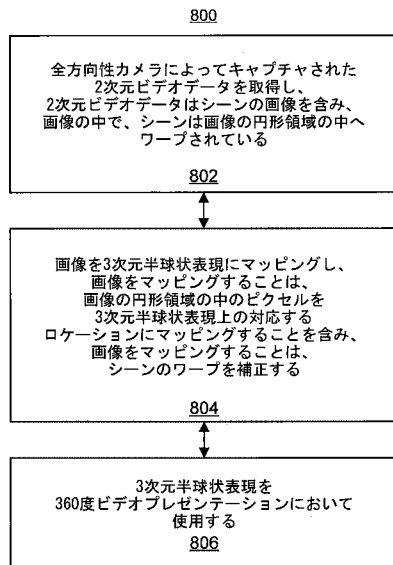 800
全方向性カメラによってキャプチャされた
2次元ビデオデータを取得し、
2次元ビデオデータはシーンの画像を含み、
画像の中で、シーンは画像の円形領域の中へ
ワープされている
802
画像を3次元半球状表現にマッピングし、
画像をマッピングすることは、
画像の円形領域の中のピクセルを
3次元半球状表現上の対応する
ロケーションにマッピングすることを含み、
画像をマッピングすることは、
シーンのワープを補正する
804
3次元半球状表現を
360度ビデオプレゼンテーションにおいて
使用する
806